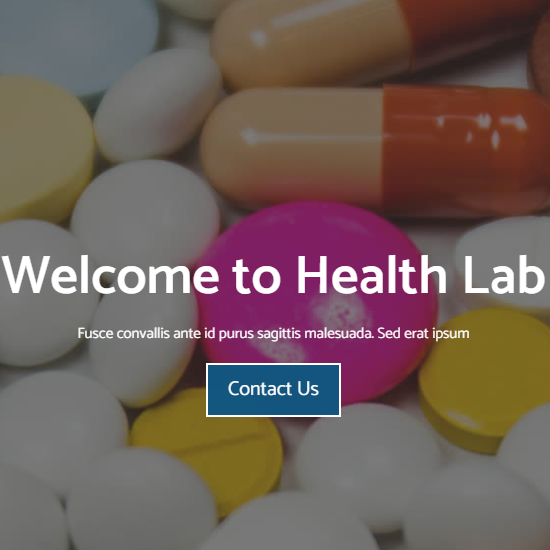 Welcome to Health Lab
Fusce convallis ante id purus sagittis malesuada. Sed erat ipsum
Contact Us